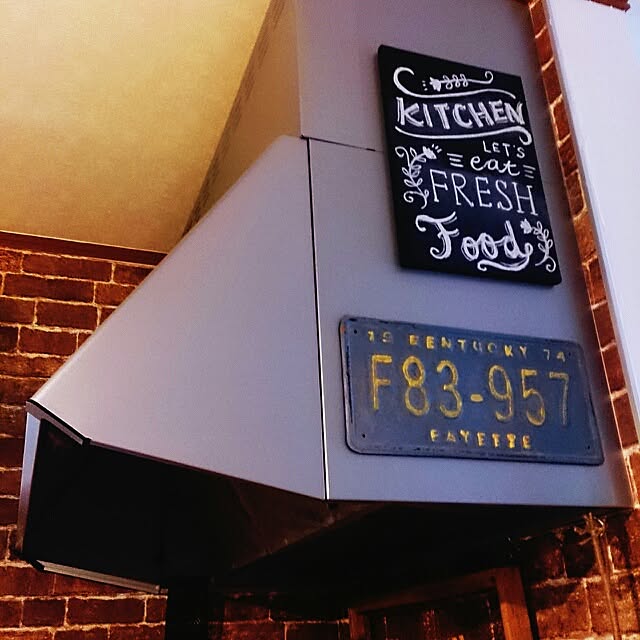 KITCHEN
LET'S
eat
FRESH
Food
19 KENTUCKY 74
F83-957
FAYETTE